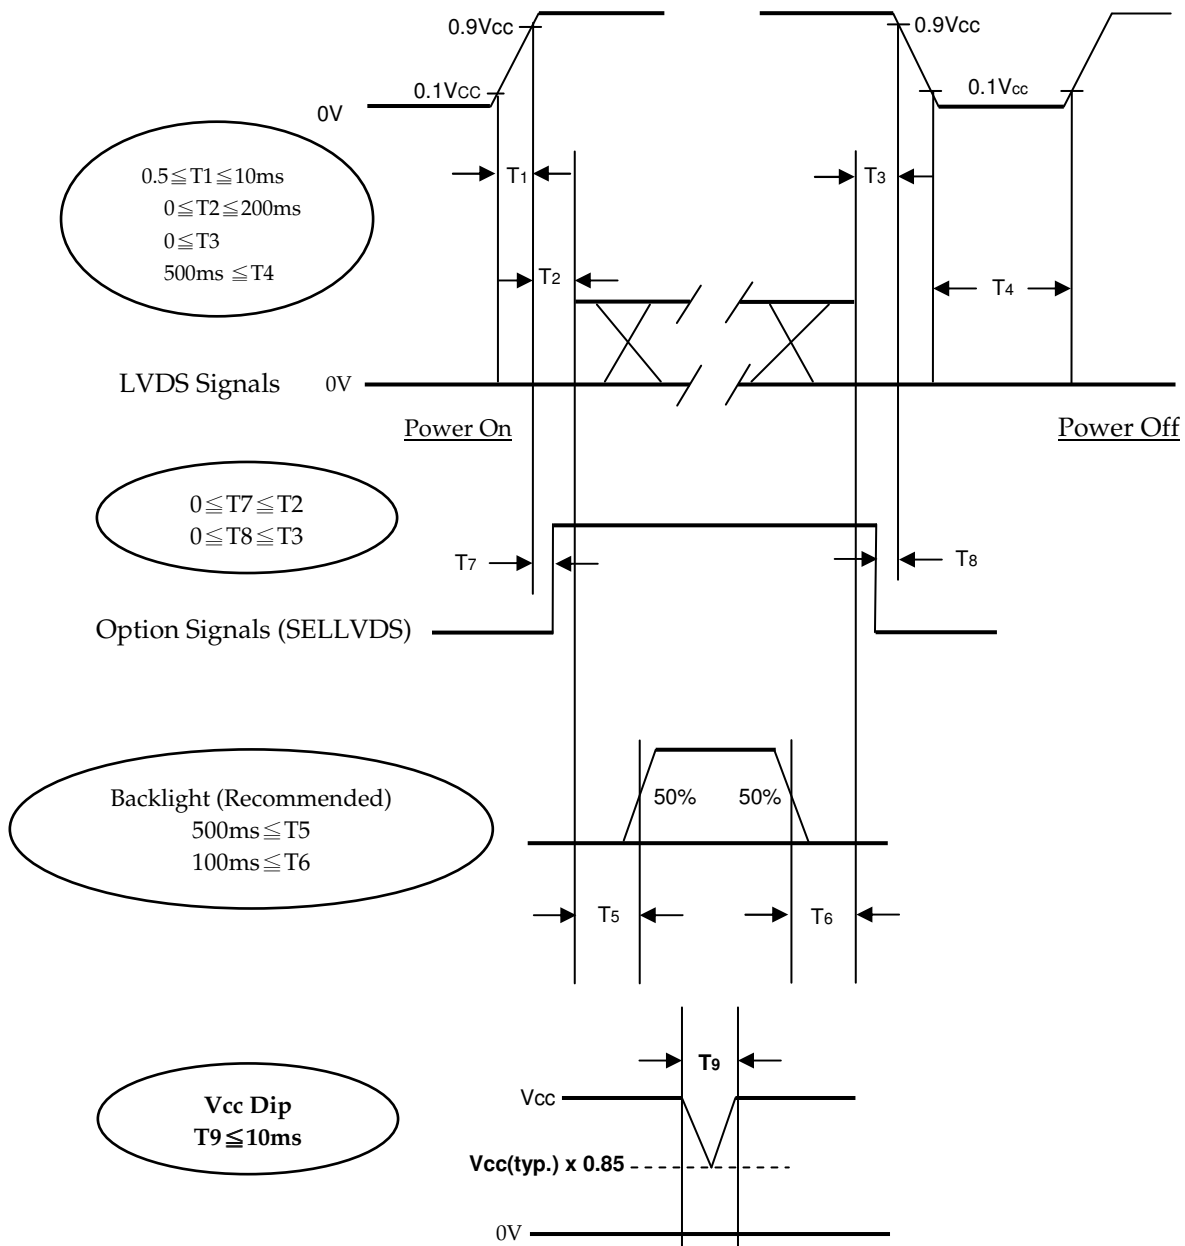 0.9Vcc
0.9Vcc
0.1VCC
0.1Vcc
0V
0.5≦T1≦10ms
0≦T2≦200ms
0≦T3
500ms ≦T4
T1
T3
T2
T4
LVDS Signals
0V
Power On
Power Off
0≦T7≦T2
0≦T8≦T3
T7
T8
Option Signals (SELLVDS)
Backlight (Recommended)
500ms≦T5
100ms≦T6
50%
50%
T5
T6
T9
Vcc Dip
T9≦10ms
Vcc
Vcc(typ.) x 0.85
0V